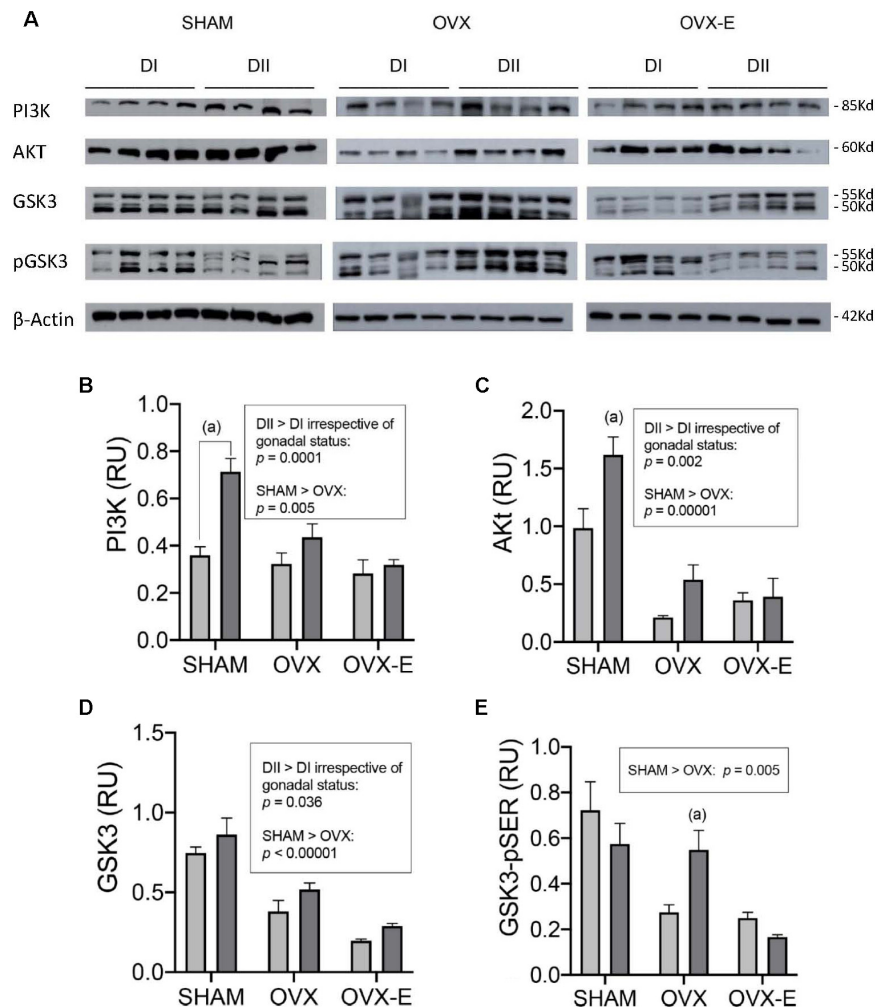 A
SHAM OVX OVX-E
DI DII DI DII DI DII
PI3K - 85Kd
AKT - 60Kd
GSK3 - 55Kd
- 50Kd
pGSK3 - 55Kd
- 50Kd
β-Actin - 42Kd
B
PI3K (RU)
1.0
0.8
0.6
0.4
0.2
0.0
(a)
DII > DI irrespective of
gonadal status:
p = 0.0001
SHAM > OVX:
p = 0.005
SHAM OVX OVX-E
C
AKt (RU)
2.0
1.5
1.0
0.5
0.0
(a)
DII > DI irrespective of
gonadal status:
p = 0.002
SHAM > OVX:
p = 0.00001
SHAM OVX OVX-E
D
GSK3 (RU)
1.5
1.0
0.5
0.0
DII > DI irrespective of
gonadal status:
p = 0.036
SHAM > OVX:
p < 0.00001
SHAM OVX OVX-E
E
GSK3-pSER (RU)
1.0
0.8
0.6
0.4
0.2
0.0
SHAM > OVX: p = 0.005
(a)
SHAM OVX OVX-E